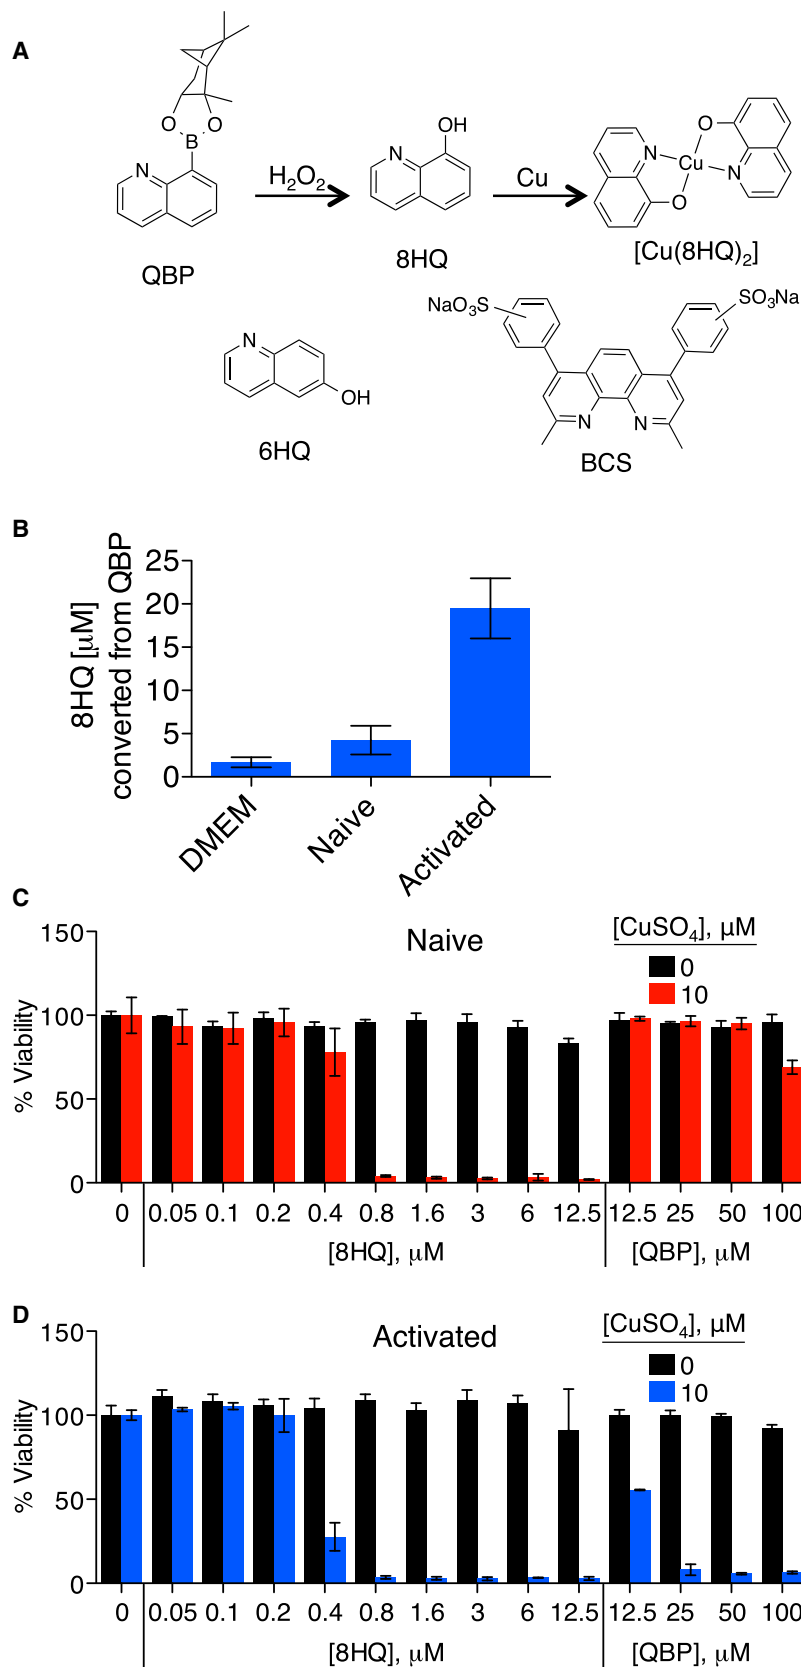 A
B
O
O
N
QBP
H₂O₂
OH
N
8HQ
Cu
O
N
Cu
N
O
[Cu(8HQ)₂]
N
OH
6HQ
NaO₃S
SO₃Na
N
N
BCS
B
8HQ [µM]
converted from QBP
25
20
15
10
5
0
DMEM
Naive
Activated
C
Naive
[CuSO₄], µM
0
10
% Viability
150
100
50
0
0 0.05 0.1 0.2 0.4 0.8 1.6 3 6 12.5 12.5 25 50 100
[8HQ], µM [QBP], µM
D
Activated
[CuSO₄], µM
0
10
% Viability
150
100
50
0
0 0.05 0.1 0.2 0.4 0.8 1.6 3 6 12.5 12.5 25 50 100
[8HQ], µM [QBP], µM